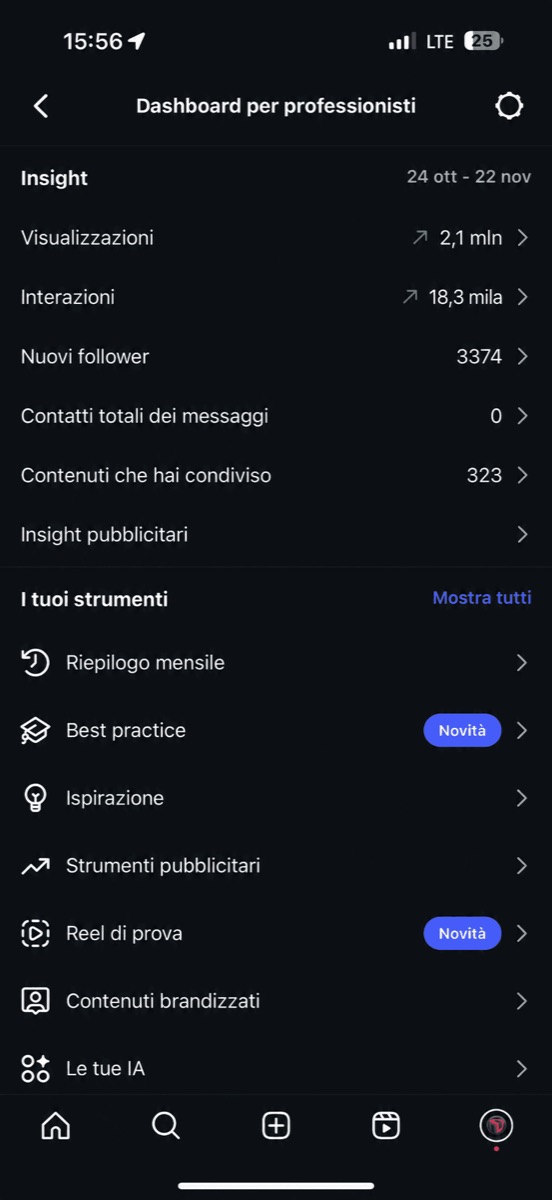 15:56 LTE 25
Dashboard per professionisti
Insight 24 ott - 22 nov
Visualizzazioni 2,1 mln
Interazioni 18,3 mila
Nuovi follower 3374
Contatti totali dei messaggi 0
Contenuti che hai condiviso 323
Insight pubblicitari
I tuoi strumenti Mostra tutti
Riepilogo mensile
Best practice Novità
Ispirazione
Strumenti pubblicitari
Reel di prova Novità
Contenuti brandizzati
Le tue IA